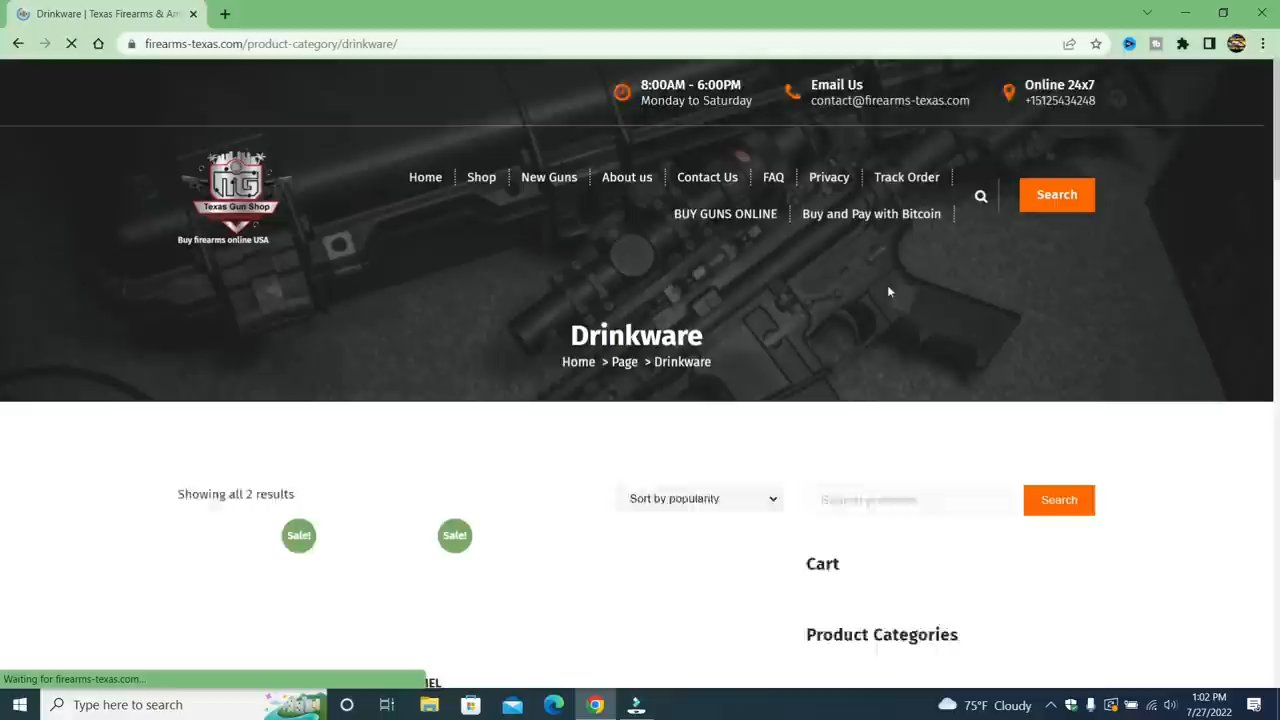 Drinkware | Texas Firearms & Am
firearms-texas.com/product-category/drinkware/
8:00AM - 6:00PM
Monday to Saturday
Email Us
contact@firearms-texas.com
Online 24x7
+15125434248
Texas Gun Shop
Buy firearms online USA
Home
Shop
New Guns
About us
Contact Us
FAQ
Privacy
Track Order
BUY GUNS ONLINE
Buy and Pay with Bitcoin
Search
Drinkware
Home > Page > Drinkware
Showing all 2 results
Sort by popularity
Search
Sale!
Sale!
Cart
Product Categories
Waiting for firearms-texas.com...
Type here to search
75°F Cloudy
1:02 PM
7/27/2022